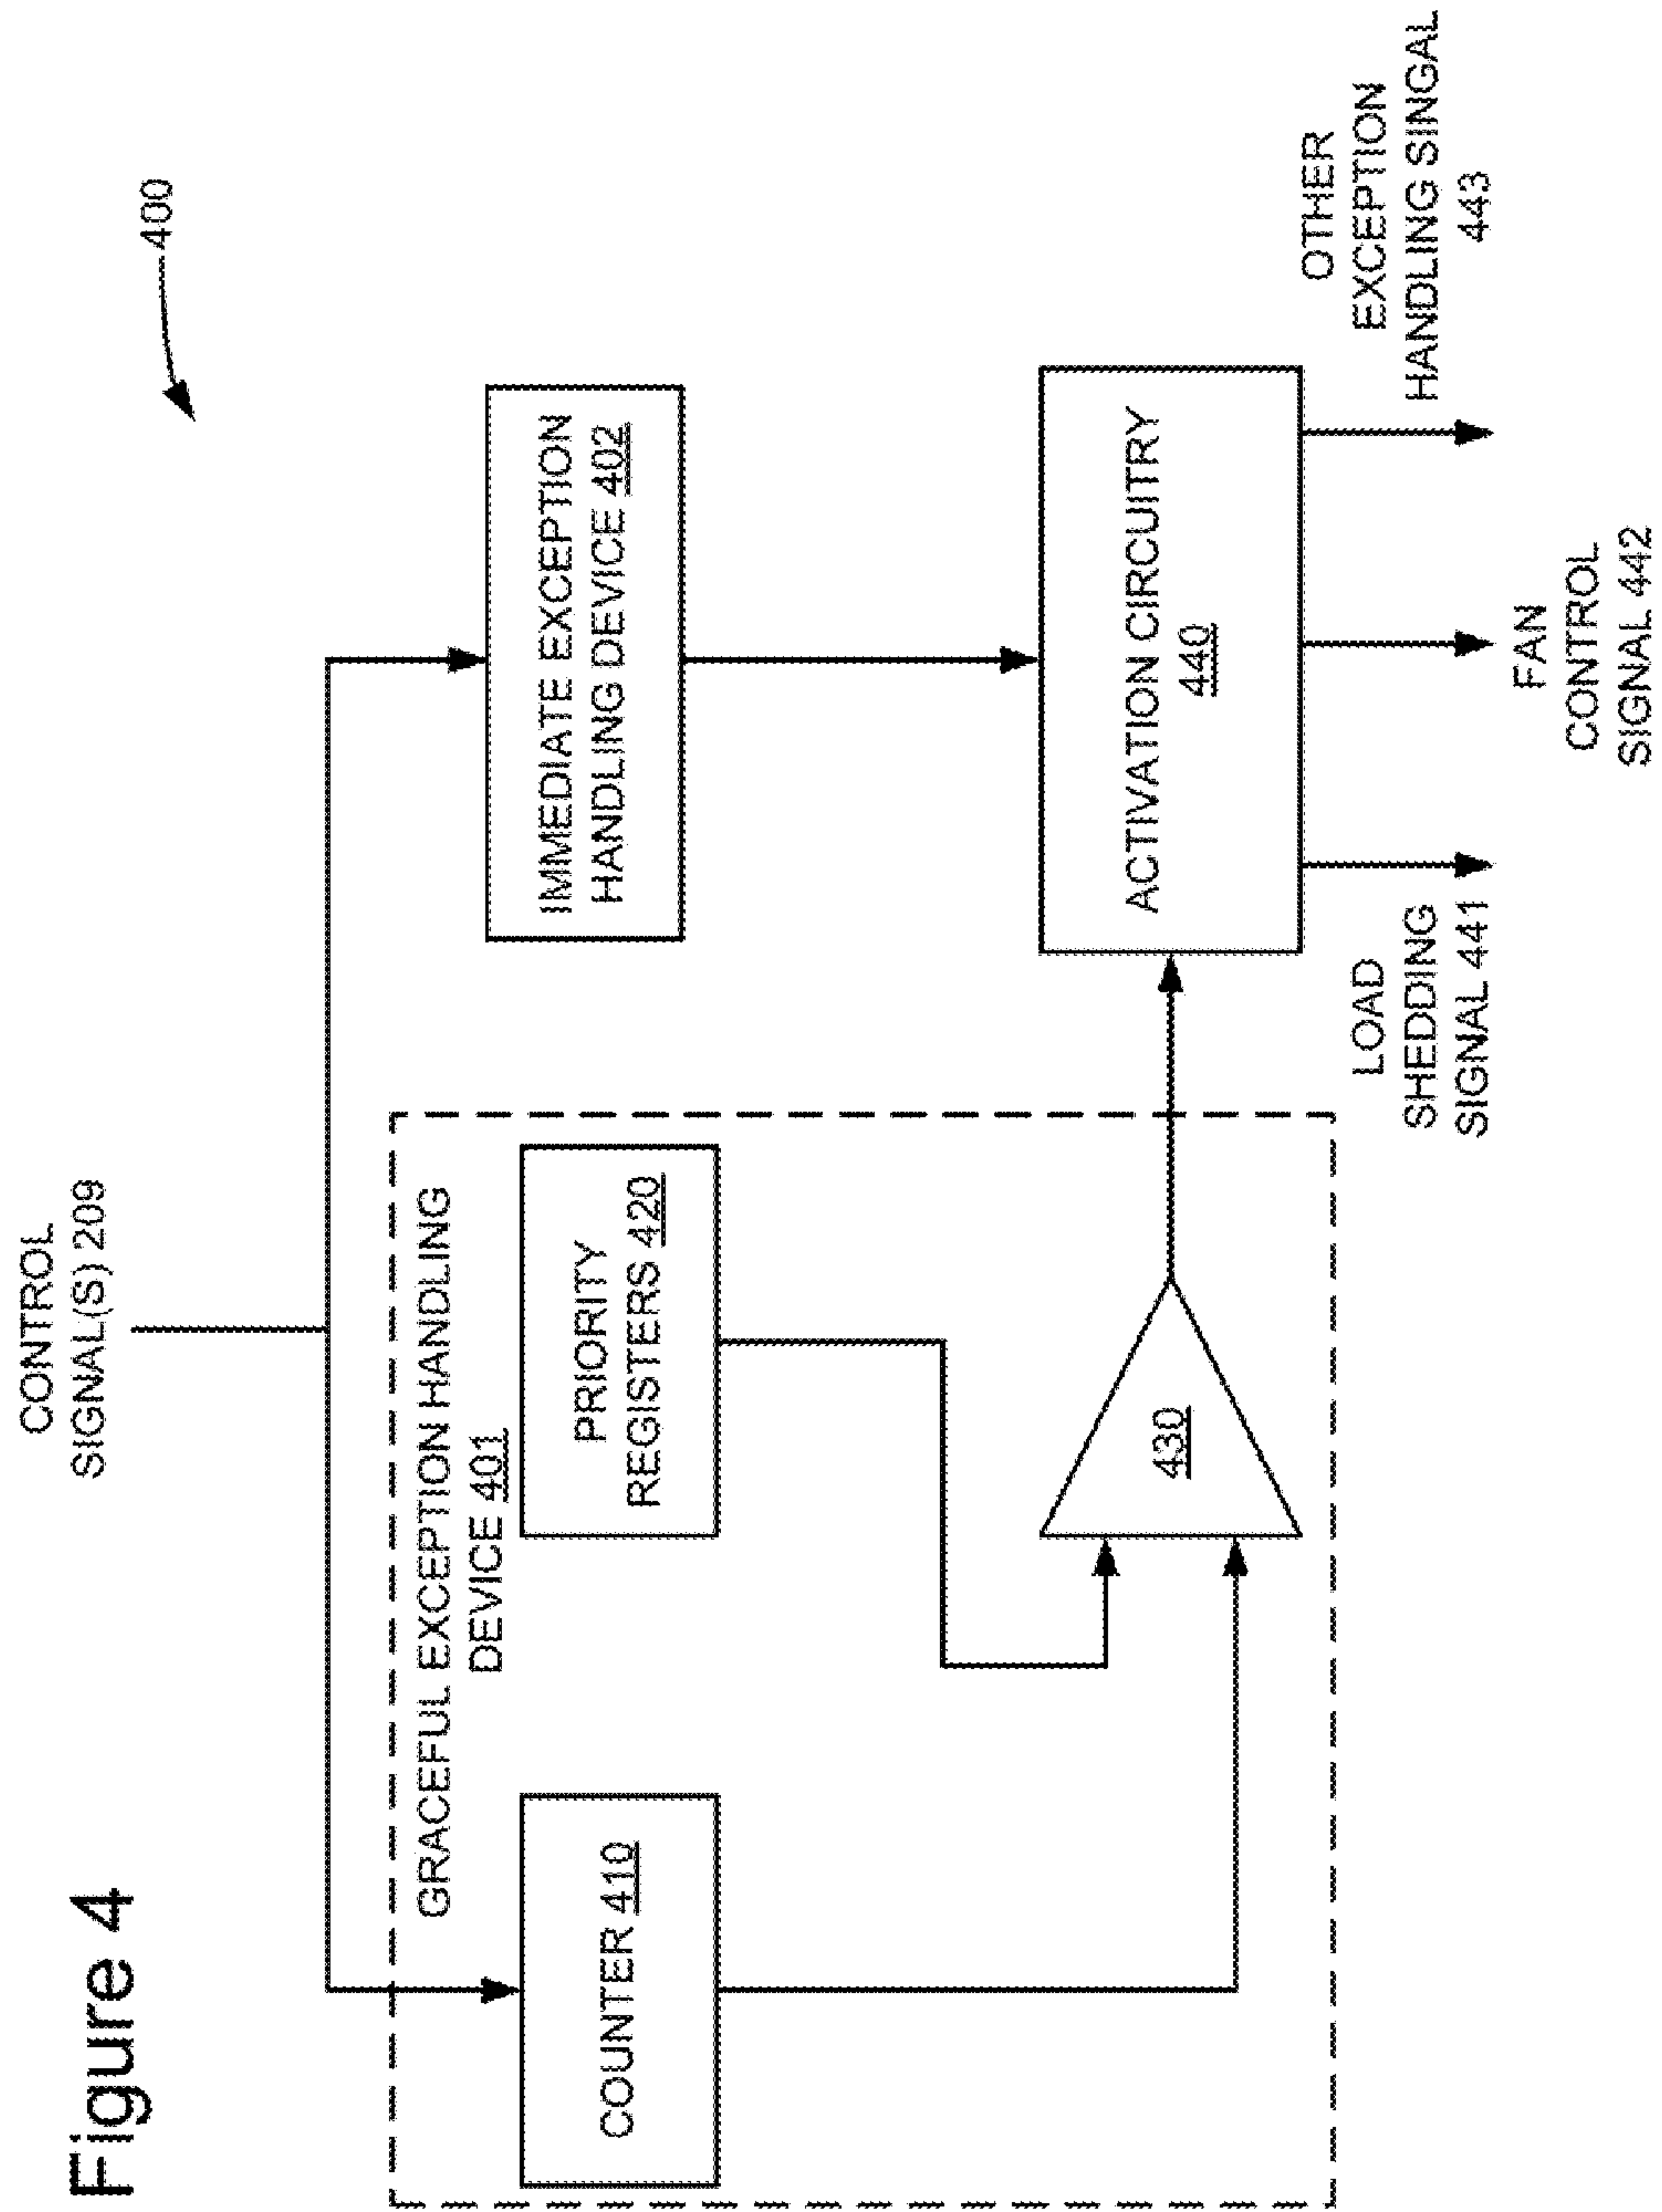 Figure 4
CONTROL
SIGNAL(S) 209
400
GRACEFUL EXCEPTION HANDLING
DEVICE 401
COUNTER 410
PRIORITY
REGISTERS 420
IMMEDIATE EXCEPTION
HANDLING DEVICE 402
430
ACTIVATION CIRCUITRY
440
LOAD
SHEDDING
SIGNAL 441
FAN
CONTROL
SIGNAL 442
OTHER
EXCEPTION
HANDLING SINGAL
443